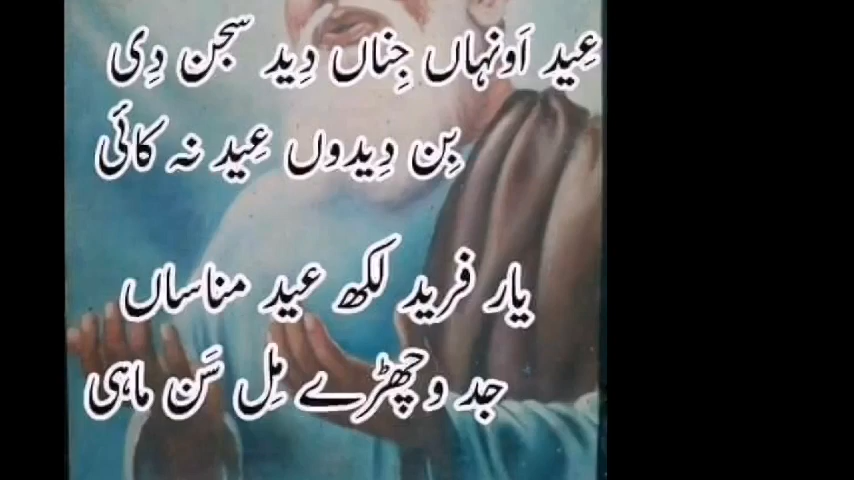 عِید اَونہاں جِناں دِید سجن دِی
بِن دِیدوں عِید نہ کائی
یار فرید لکھ عید مناساں
جد وچھڑے مِل سَن ماہی